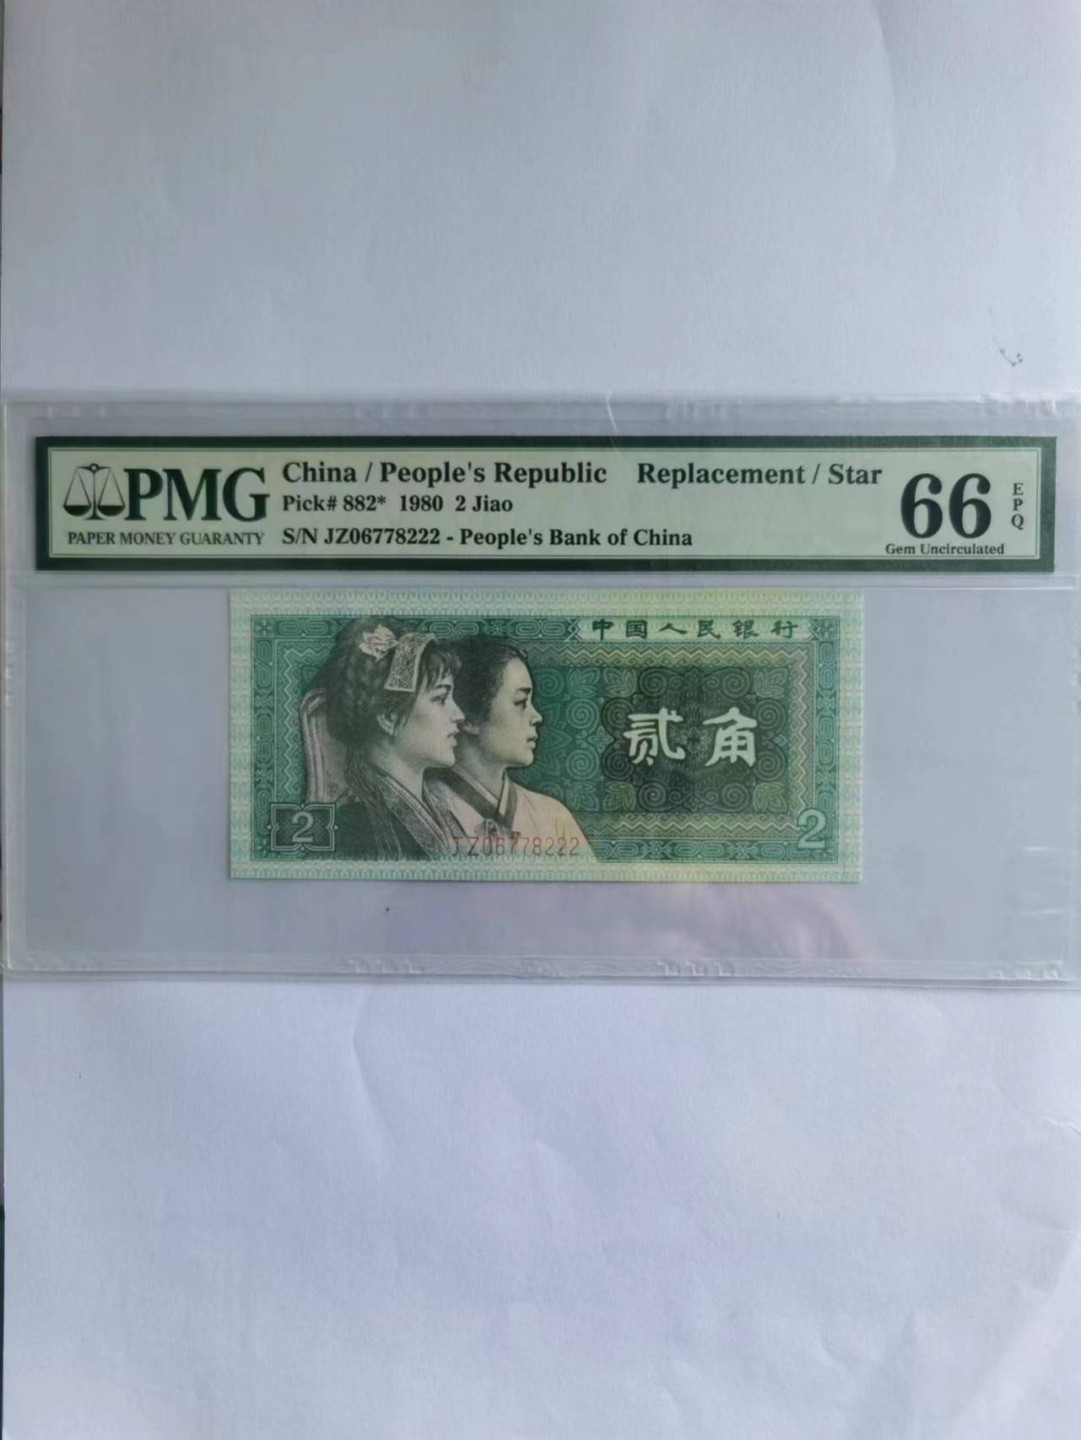 PMG
PAPER MONEY GUARANTY
China / People's Republic Replacement / Star
Pick# 882* 1980 2 Jiao
S/N JZ06778222 - People's Bank of China
66
EPQ
Gem Uncirculated
中国人民银行
贰角
2
2
JZ06778222